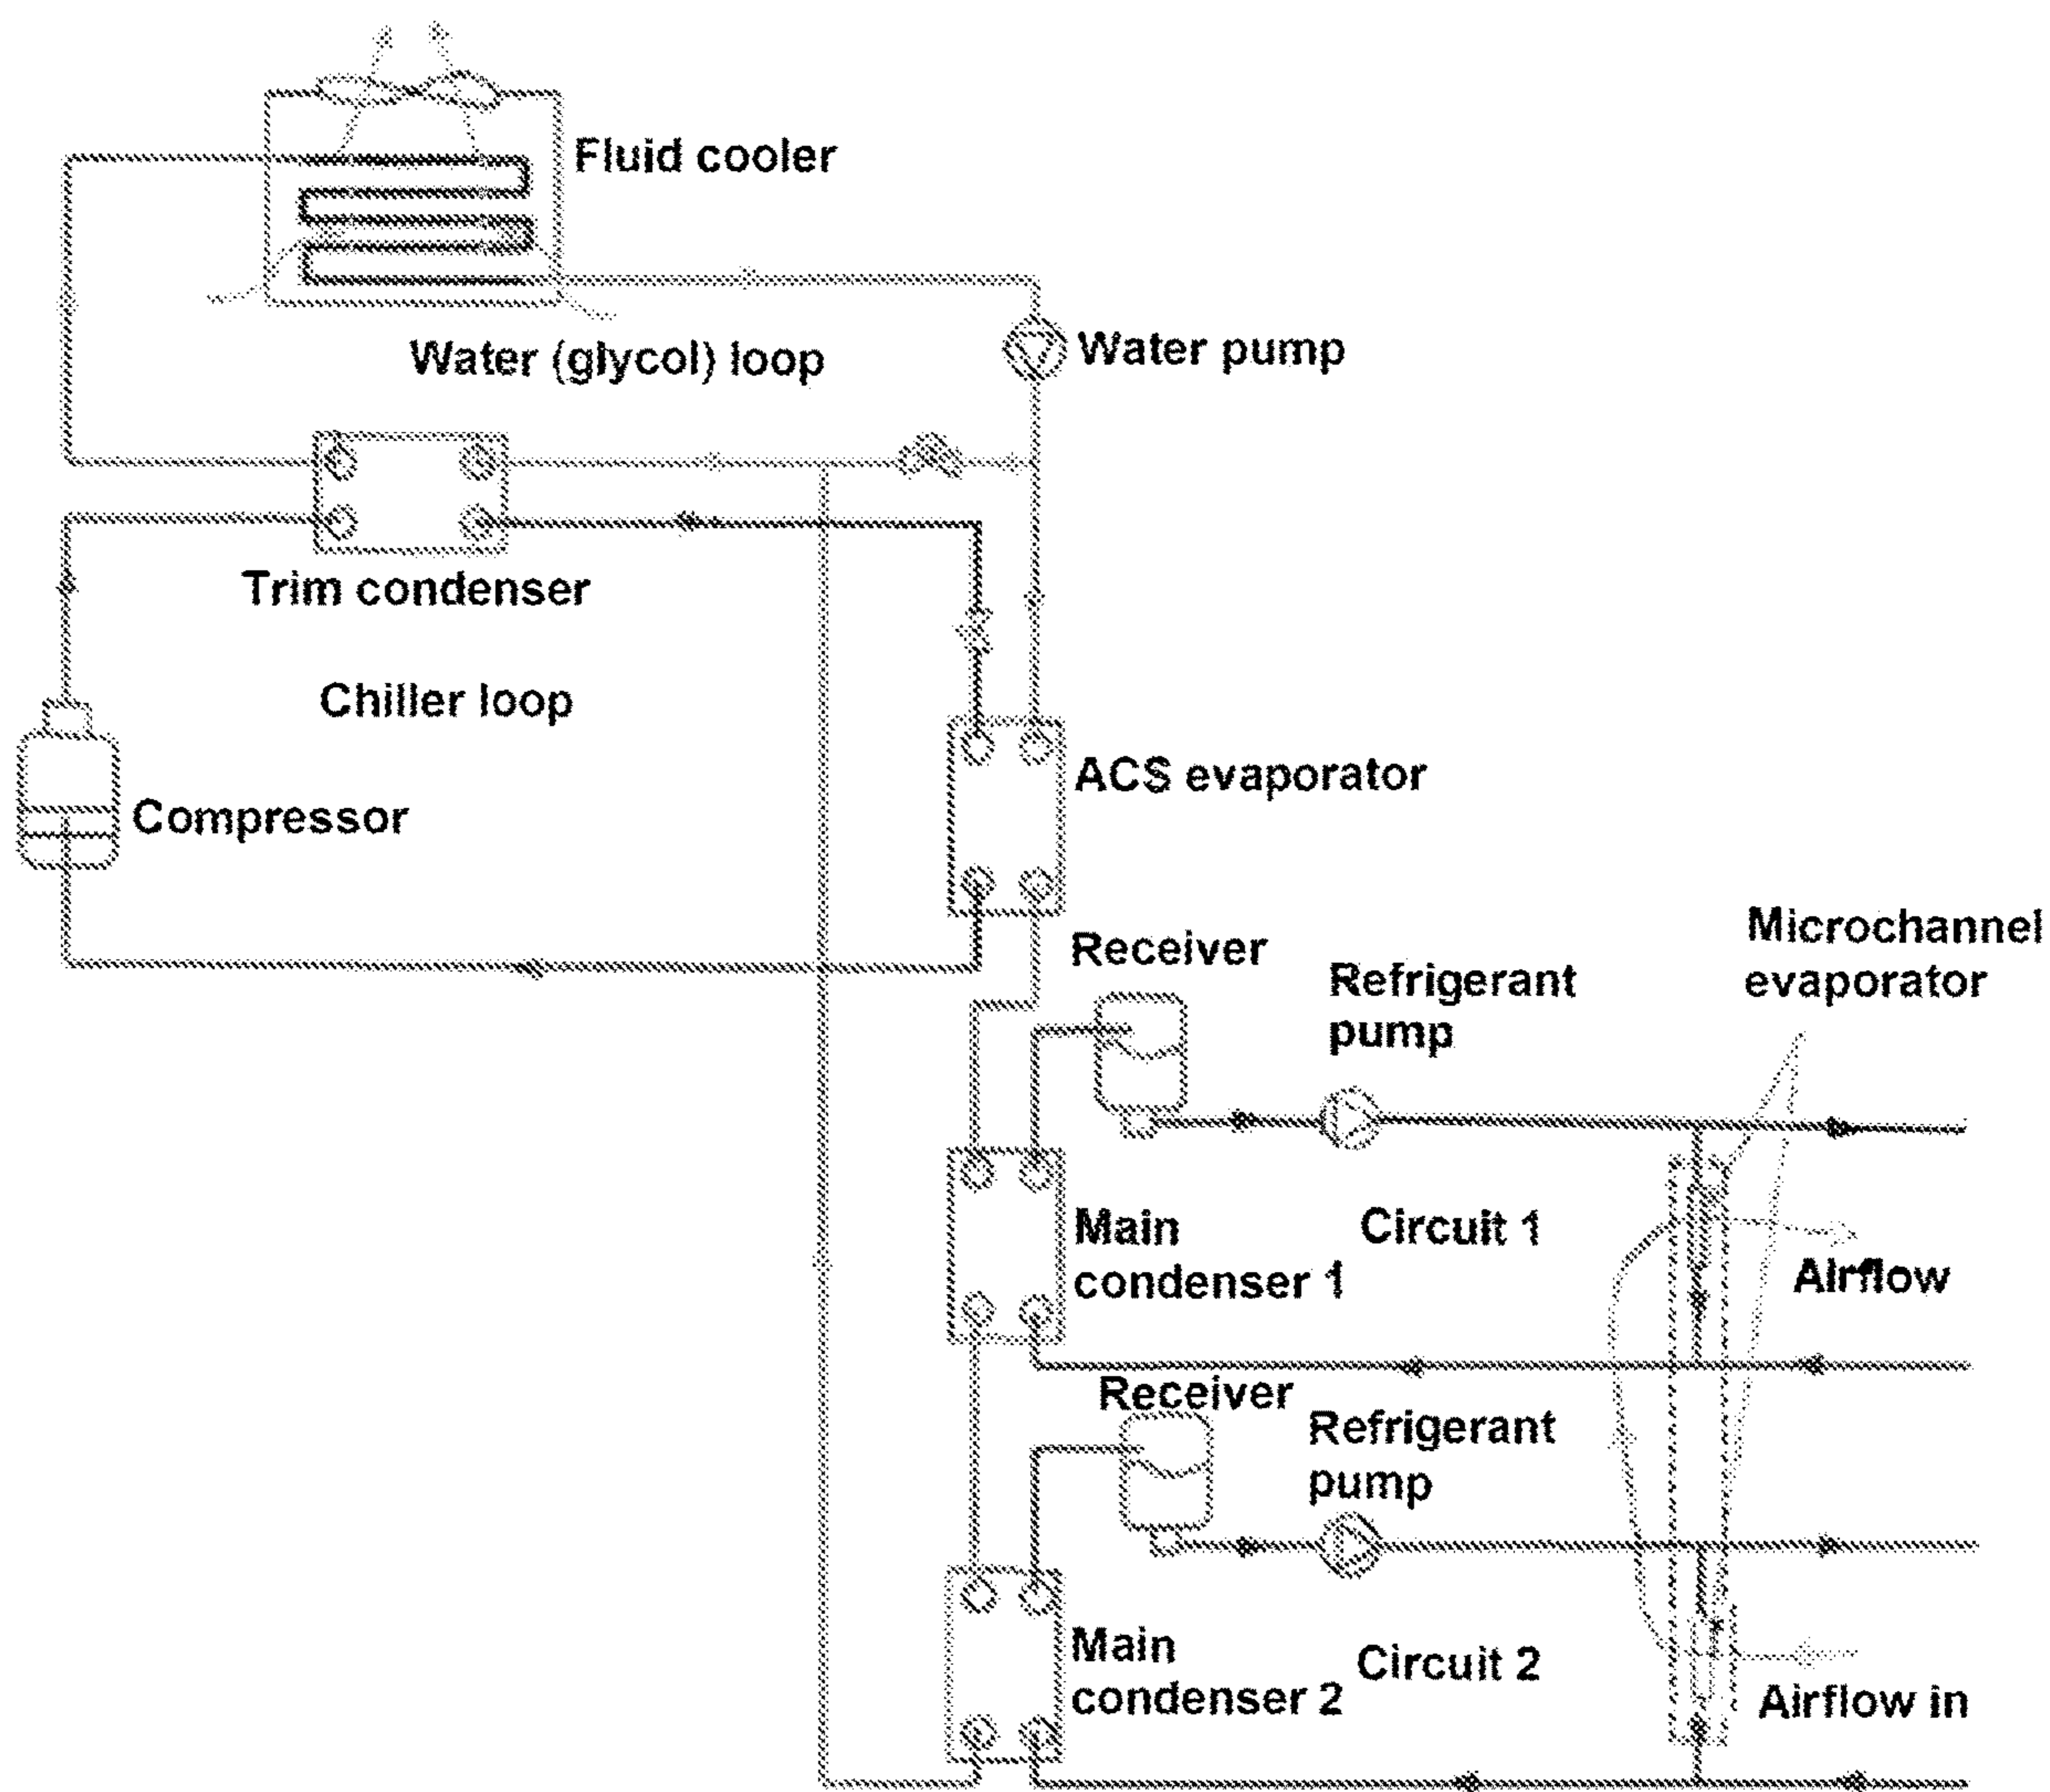 Fluid cooler
Water (glycol) loop
Water pump
Trim condenser
Chiller loop
ACS evaporator
Compressor
Receiver
Microchannel
evaporator
Refrigerant
pump
Main
condenser 1
Circuit 1
Airflow
Receiver
Refrigerant
pump
Main
condenser 2
Circuit 2
Airflow in